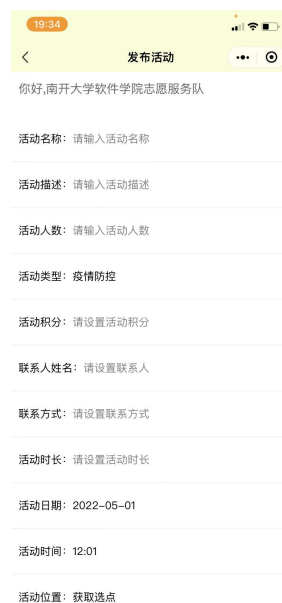 19:34
发布活动
你好,南开大学软件学院志愿服务队
活动名称：请输入活动名称
活动描述：请输入活动描述
活动人数：请输入活动人数
活动类型：疫情防控
活动积分：请设置活动积分
联系人姓名：请设置联系人
联系方式：请设置联系方式
活动时长：请设置活动时长
活动日期：2022-05-01
活动时间：12:01
活动位置：获取选点